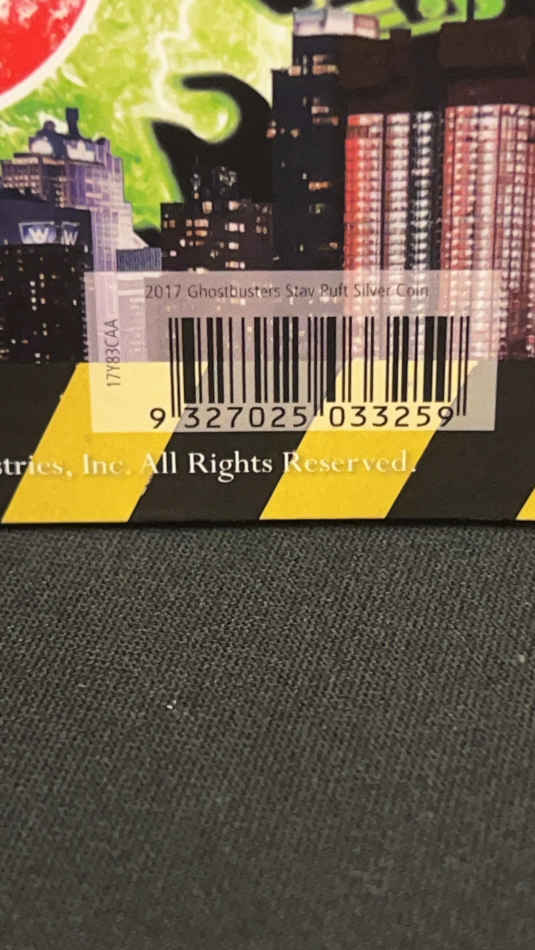 2017 Ghostbusters Stay Puft Silver Coin
17Y83CAA
9 327025 033259
stries, Inc. All Rights Reserved.